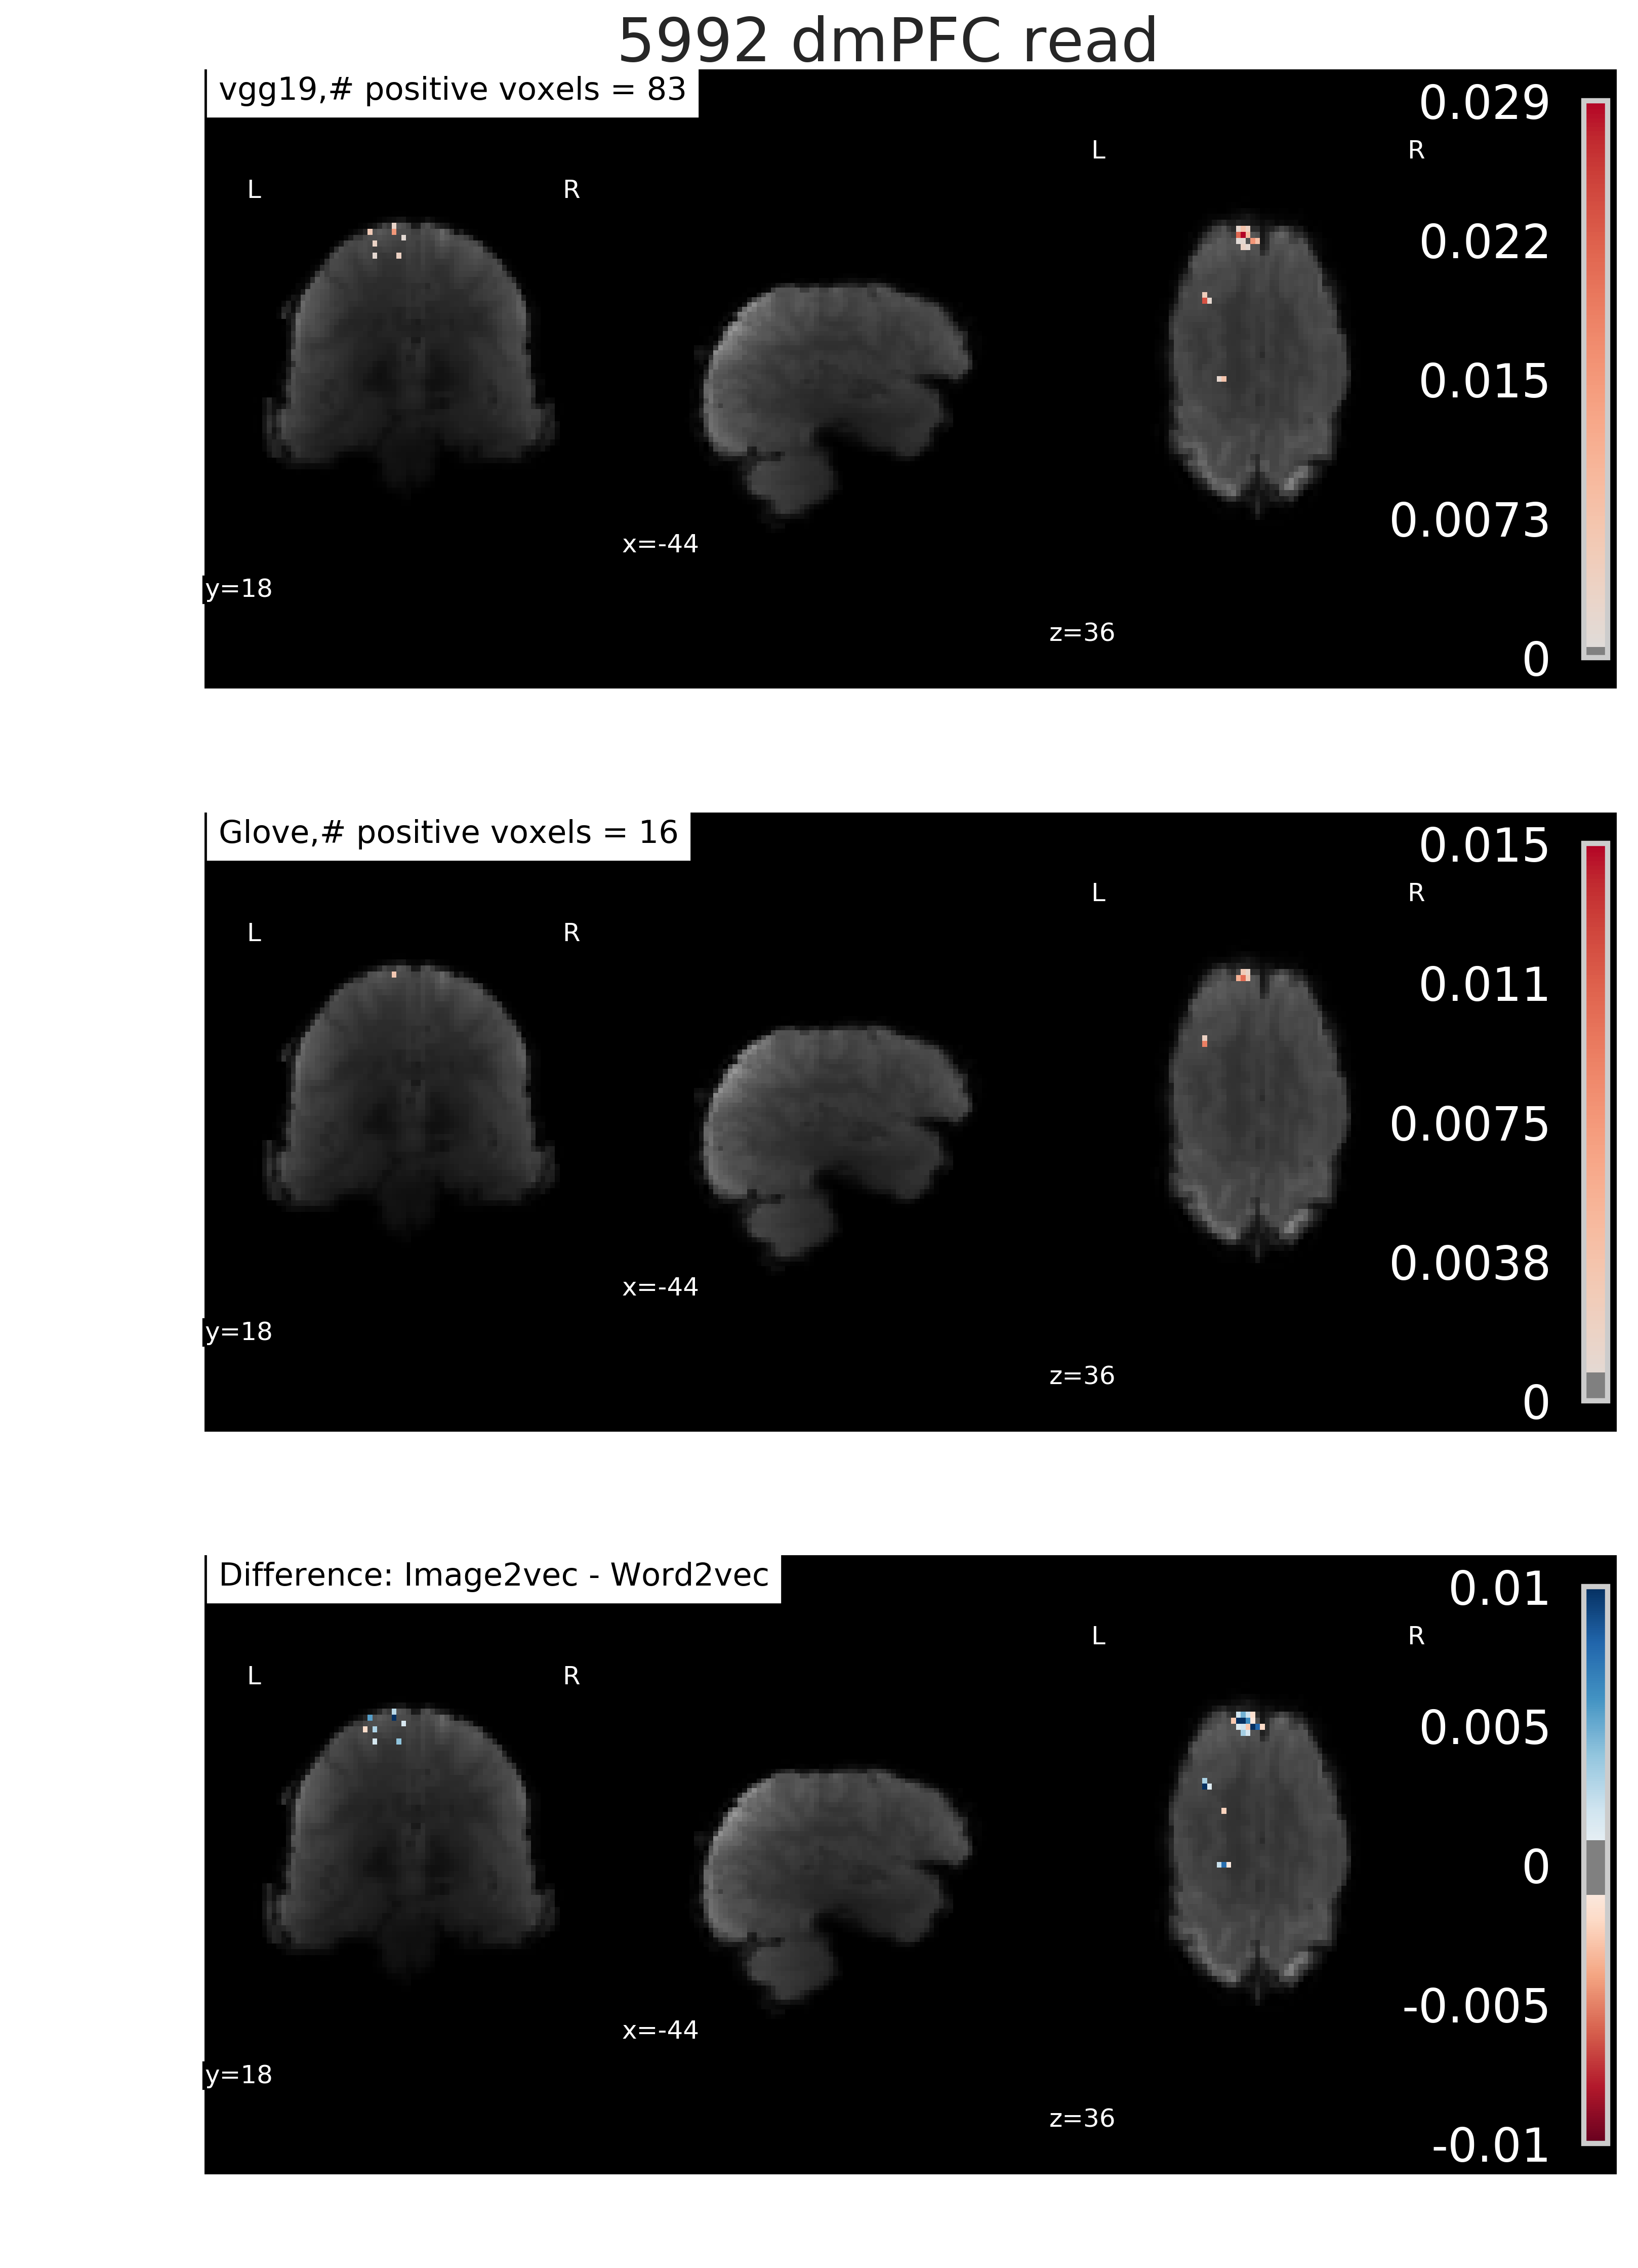 5992 dmPFC read
vgg19,# positive voxels = 83
0.029
L R
L R
0.022
0.015
0.0073
x=-44
y=18
z=36
0
Glove,# positive voxels = 16
0.015
L R
L R
0.011
0.0075
0.0038
x=-44
y=18
z=36
0
Difference: Image2vec - Word2vec
0.01
L R
L R
0.005
0
-0.005
x=-44
y=18
z=36
-0.01